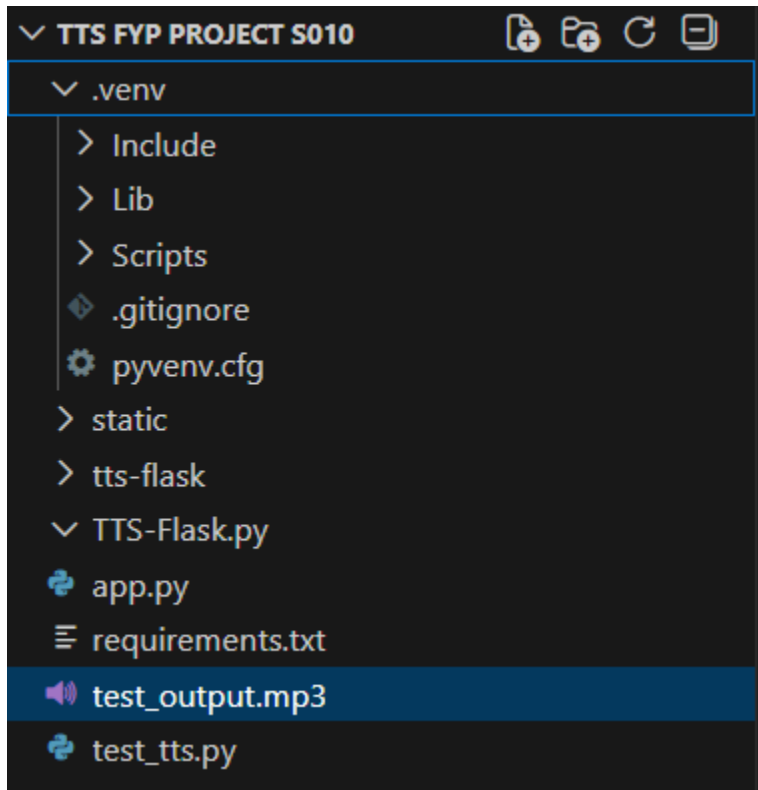 TTS FYP PROJECT S010
.venv
Include
Lib
Scripts
.gitignore
pyvenv.cfg
static
tts-flask
TTS-Flask.py
app.py
requirements.txt
test_output.mp3
test_tts.py